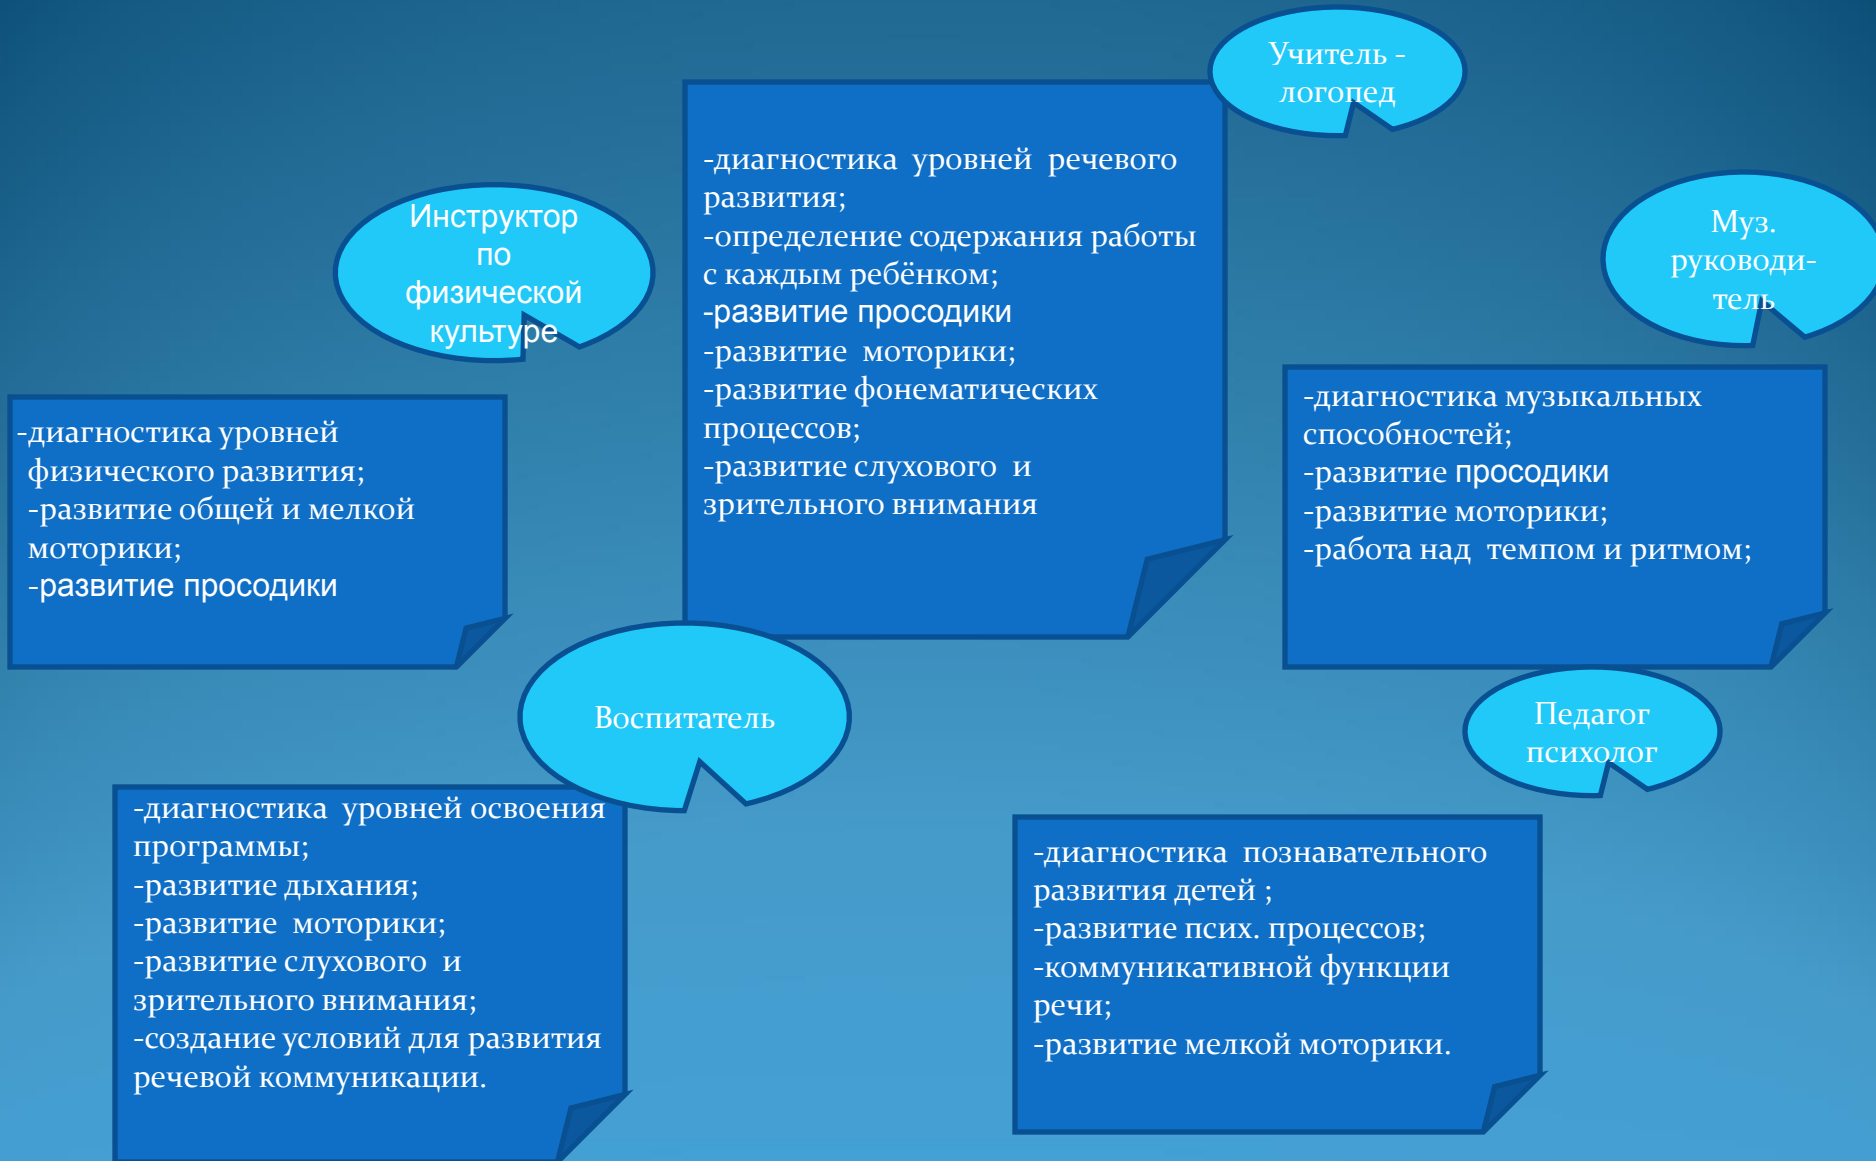 Учитель -
логопед
-диагностика уровней речевого
развития;
-определение содержания работы
с каждым ребёнком;
-развитие просодики
-развитие моторики;
-развитие фонематических
процессов;
-развитие слухового и
зрительного внимания
Инструктор
по
физической
культуре
-диагностика уровней
физического развития;
-развитие общей и мелкой
моторики;
-развитие просодики
Муз.
руководи-
тель
-диагностика музыкальных
способностей;
-развитие просодики
-развитие моторики;
-работа над темпом и ритмом;
Воспитатель
-диагностика уровней освоения
программы;
-развитие дыхания;
-развитие моторики;
-развитие слухового и
зрительного внимания;
-создание условий для развития
речевой коммуникации.
Педагог
психолог
-диагностика познавательного
развития детей ;
-развитие псих. процессов;
-коммуникативной функции
речи;
-развитие мелкой моторики.